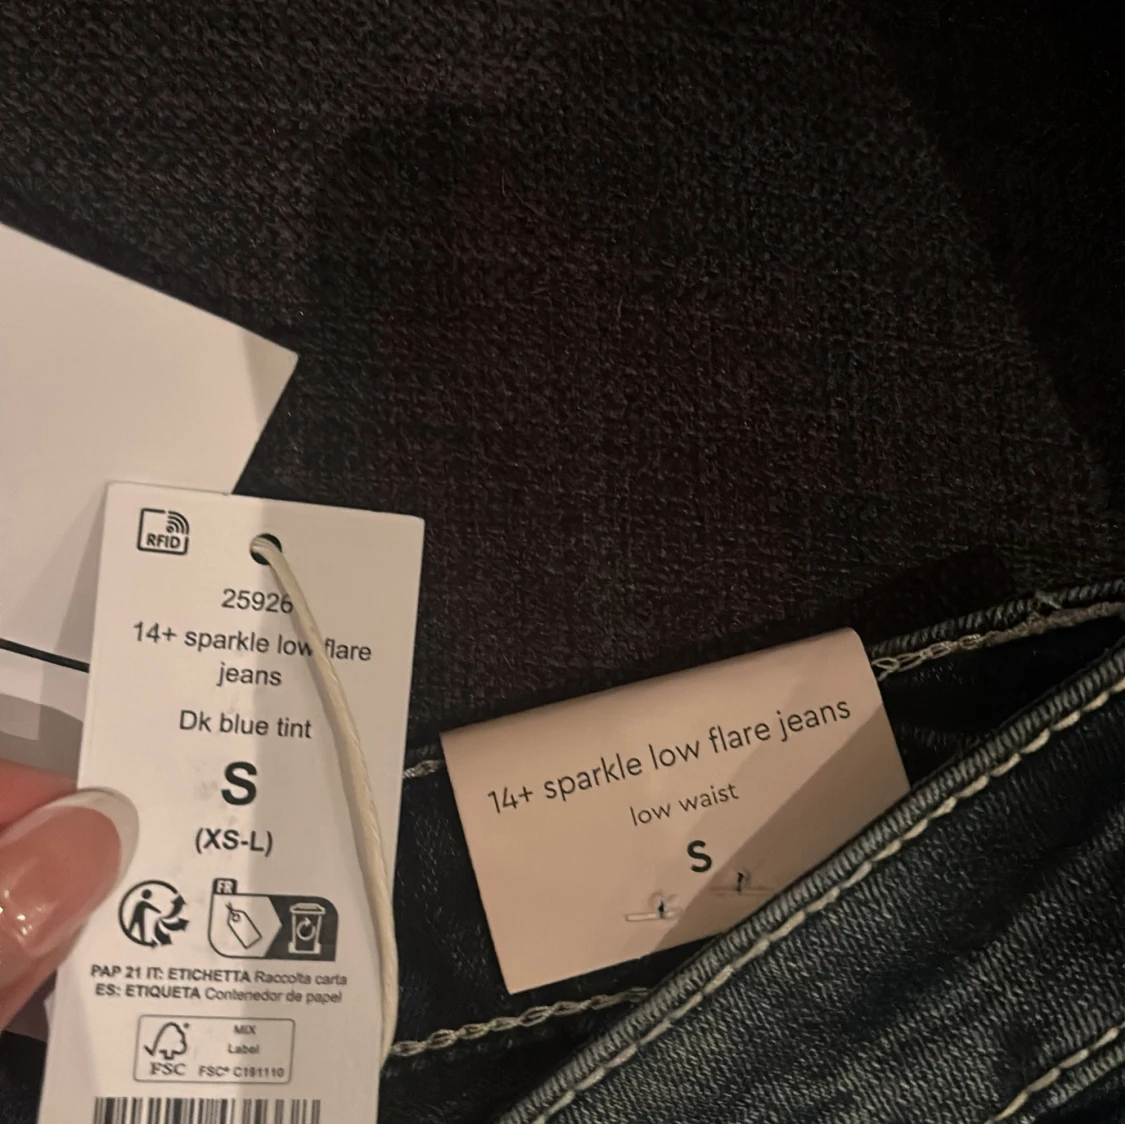 RFID
25926
14+ sparkle low flare
jeans
Dk blue tint
S
(XS-L)
FR
PAP 21 IT: ETICHETTA Raccolta carta
ES: ETIQUETA Contenedor de papel
MIX
Label
FSC FSC® C191110
14+ sparkle low flare jeans
low waist
S